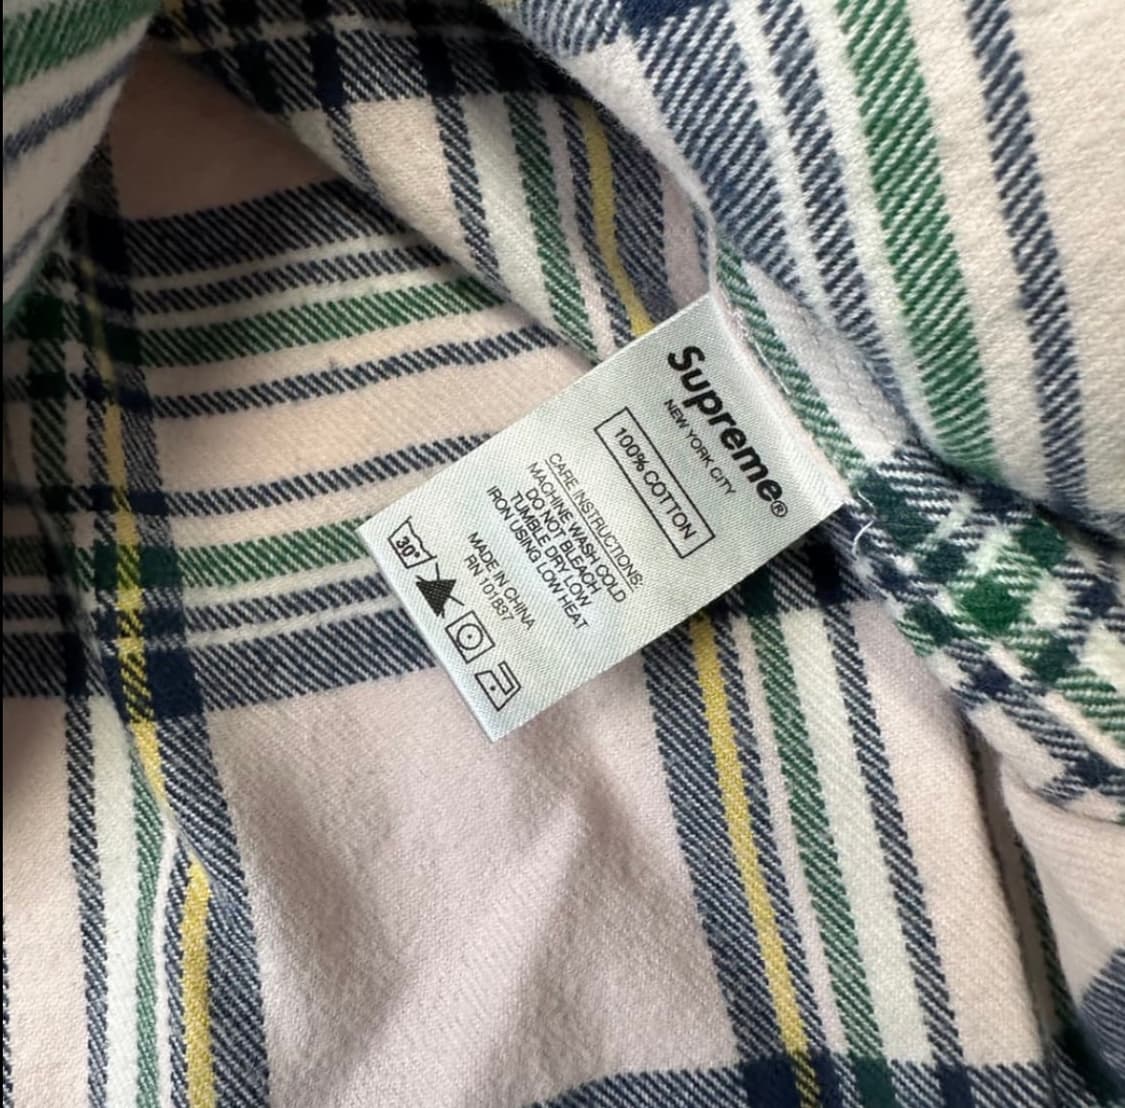 Supreme®
NEW YORK CITY
100% COTTON
CARE INSTRUCTIONS:
MACHINE WASH COLD
DO NOT BLEACH
TUMBLE DRY LOW
IRON USING LOW HEAT
MADE IN CHINA
RN 101837
30°